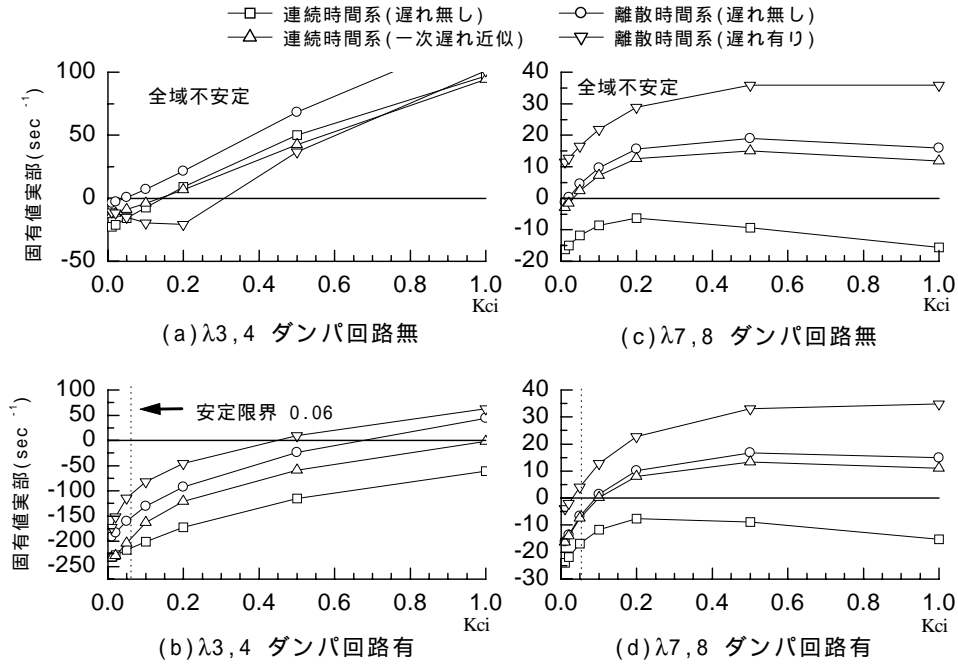 連続時間系(遅れ無し)
離散時間系(遅れ無し)
連続時間系(一次遅れ近似)
離散時間系(遅れ有り)
固有値実部(sec⁻¹)
100
50
0
-50
全域不安定
0.0 0.2 0.4 0.6 0.8 1.0
Kci
(a)λ3,4 ダンパ回路無
40
30
20
10
0
-10
-20
全域不安定
0.0 0.2 0.4 0.6 0.8 1.0
Kci
(c)λ7,8 ダンパ回路無
固有値実部(sec⁻¹)
100
50
0
-50
-100
-150
-200
-250
安定限界 0.06
0.0 0.2 0.4 0.6 0.8 1.0
Kci
(b)λ3,4 ダンパ回路有
40
30
20
10
0
-10
-20
-30
0.0 0.2 0.4 0.6 0.8 1.0
Kci
(d)λ7,8 ダンパ回路有